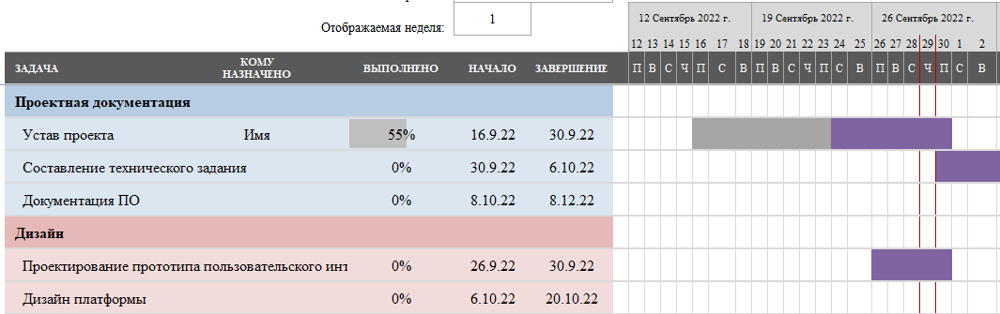 Отображаемая неделя: 1
12 Сентябрь 2022 г. 19 Сентябрь 2022 г. 26 Сентябрь 2022 г.
12 13 14 15 16 17 18 19 20 21 22 23 24 25 26 27 28 29 30 1 2
ЗАДАЧА КОМУ НАЗНАЧЕНО ВЫПОЛНЕНО НАЧАЛО ЗАВЕРШЕНИЕ П В С Ч П С В П В С Ч П С В П В С Ч П С В
Проектная документация
Устав проекта Имя 55% 16.9.22 30.9.22
Составление технического задания 0% 30.9.22 6.10.22
Документация ПО 0% 8.10.22 8.12.22
Дизайн
Проектирование прототипа пользовательского инт 0% 26.9.22 30.9.22
Дизайн платформы 0% 6.10.22 20.10.22